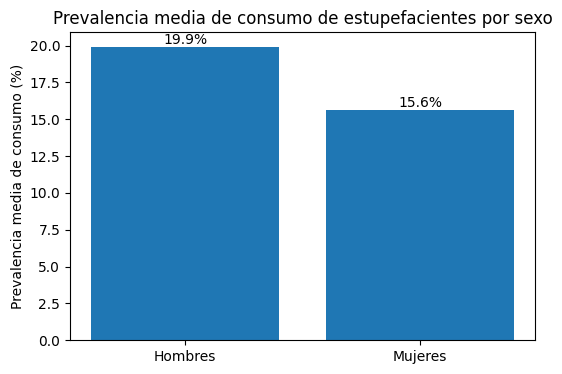 Prevalencia media de consumo de estupefacientes por sexo
Prevalencia media de consumo (%)
20.0
17.5
15.0
12.5
10.0
7.5
5.0
2.5
0.0
19.9%
15.6%
Hombres
Mujeres